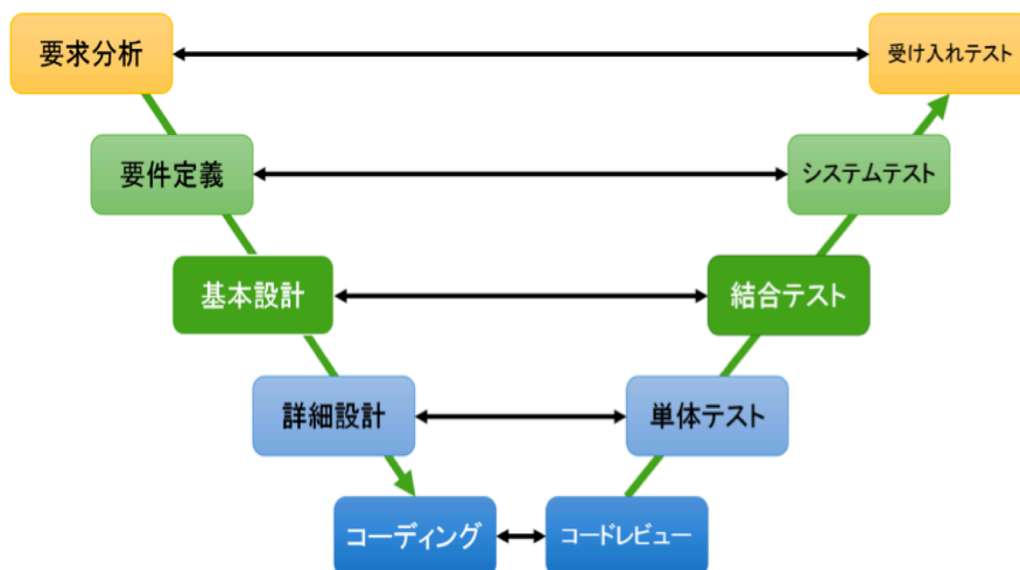 要求分析
受け入れテスト
要件定義
システムテスト
基本設計
結合テスト
詳細設計
単体テスト
コーディング
コードレビュー